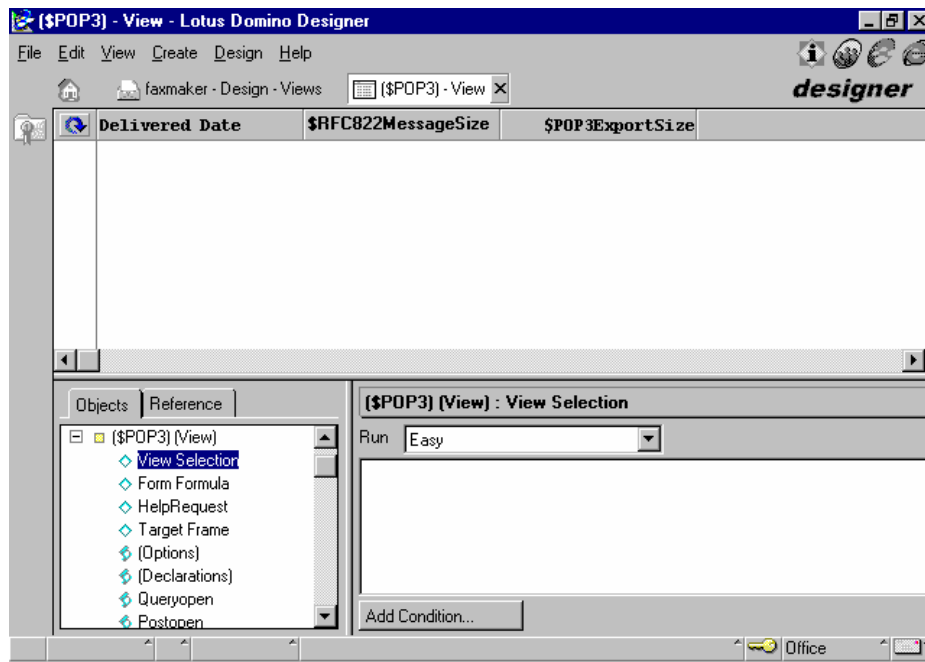 ($POP3) - View - Lotus Domino Designer
File Edit View Create Design Help
faxmaker - Design - Views ($POP3) - View designer
Delivered Date $RFC822MessageSize $POP3ExportSize
Objects Reference
($POP3) (View)
View Selection
Form Formula
HelpRequest
Target Frame
(Options)
(Declarations)
Queryopen
Postopen
($POP3) (View) : View Selection
Run Easy
Add Condition...
Office